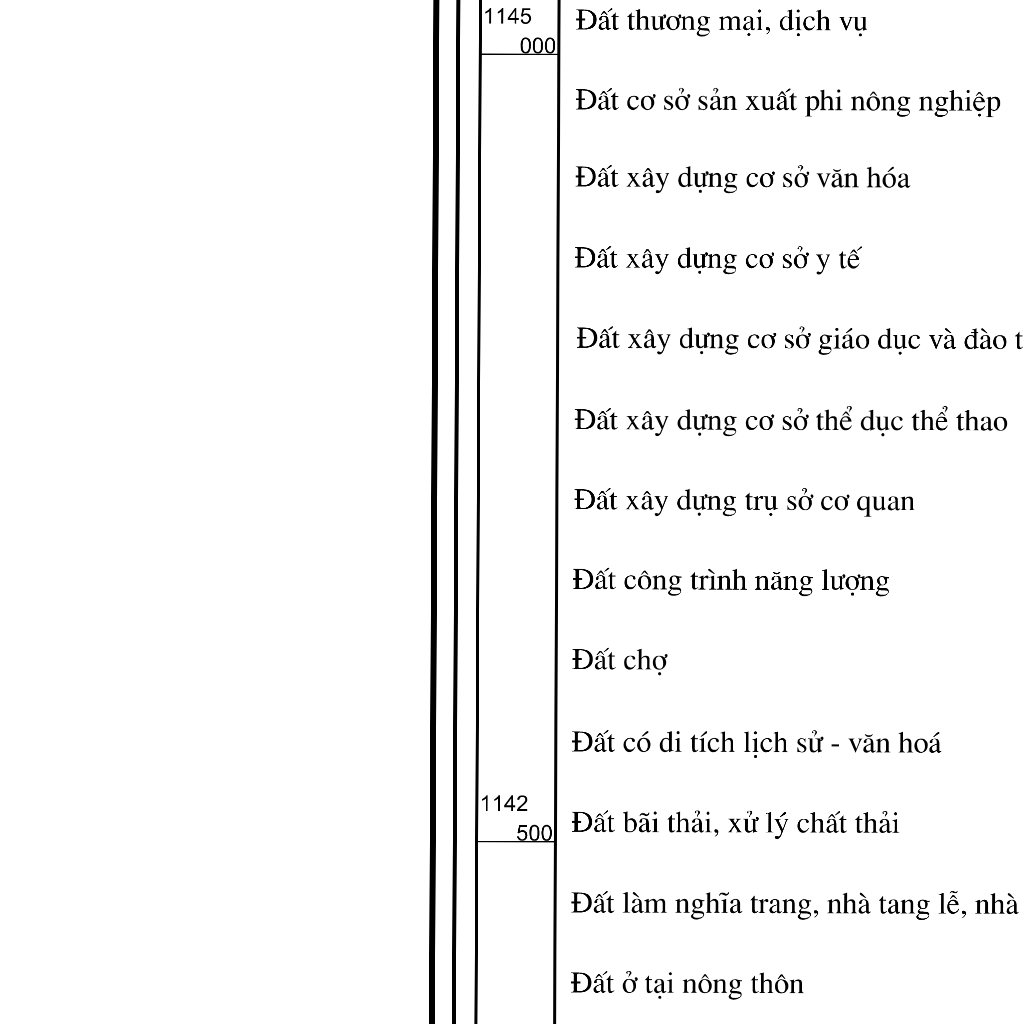 1145
000
Đất thương mại, dịch vụ
Đất cơ sở sản xuất phi nông nghiệp
Đất xây dựng cơ sở văn hóa
Đất xây dựng cơ sở y tế
Đất xây dựng cơ sở giáo dục và đào t
Đất xây dựng cơ sở thể dục thể thao
Đất xây dựng trụ sở cơ quan
Đất công trình năng lượng
Đất chợ
Đất có di tích lịch sử - văn hoá
1142
500
Đất bãi thải, xử lý chất thải
Đất làm nghĩa trang, nhà tang lễ, nhà
Đất ở tại nông thôn